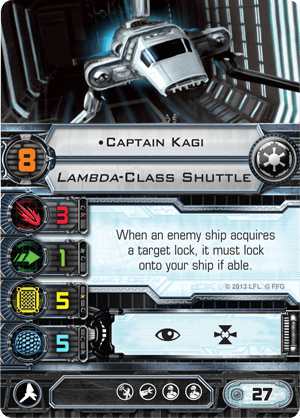 •Captain Kagi
8
Lambda-Class Shuttle
3
1
5
5
When an enemy ship acquires
a target lock, it must lock
onto your ship if able.
© 2013 LFL © FFG
27